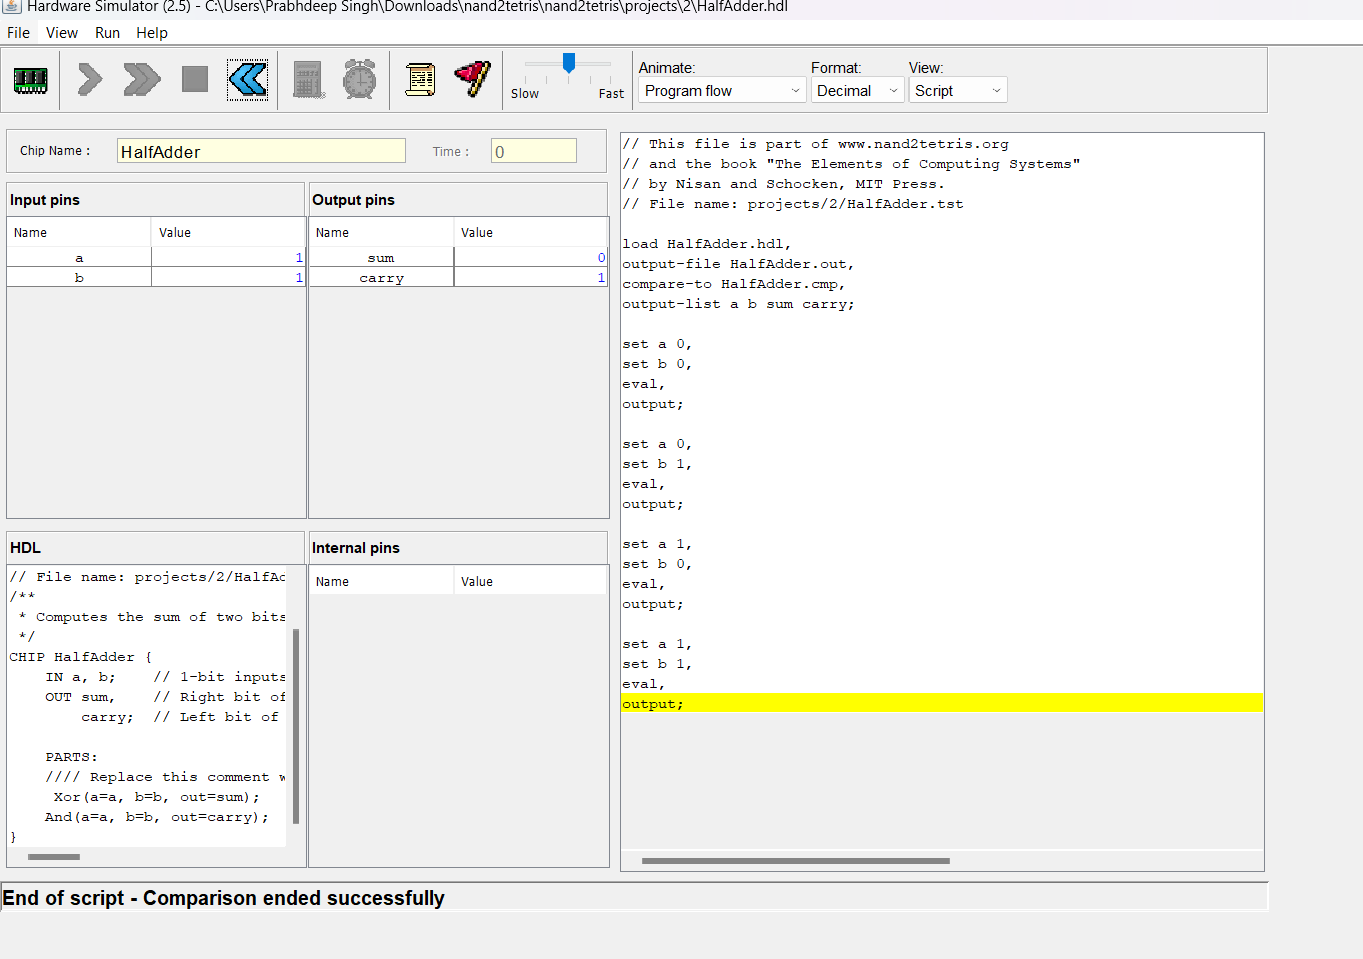 Hardware Simulator (2.5) - C:\Users\Prabhdeep Singh\Downloads\nand2tetris\nand2tetris\projects\2\HalfAdder.hdl
File View Run Help
Slow Fast
Animate: Format: View:
Program flow Decimal Script
Chip Name : HalfAdder Time : 0
Input pins
Name Value
a 1
b 1
Output pins
Name Value
sum 0
carry 1
HDL
// File name: projects/2/HalfAd
/**
 * Computes the sum of two bits
 */
CHIP HalfAdder {
    IN a, b;    // 1-bit inputs
    OUT sum,    // Right bit of
        carry;  // Left bit of
    PARTS:
    //// Replace this comment w
     Xor(a=a, b=b, out=sum);
    And(a=a, b=b, out=carry);
}
Internal pins
Name Value
// This file is part of www.nand2tetris.org
// and the book "The Elements of Computing Systems"
// by Nisan and Schocken, MIT Press.
// File name: projects/2/HalfAdder.tst
load HalfAdder.hdl,
output-file HalfAdder.out,
compare-to HalfAdder.cmp,
output-list a b sum carry;
set a 0,
set b 0,
eval,
output;
set a 0,
set b 1,
eval,
output;
set a 1,
set b 0,
eval,
output;
set a 1,
set b 1,
eval,
output;
End of script - Comparison ended successfully